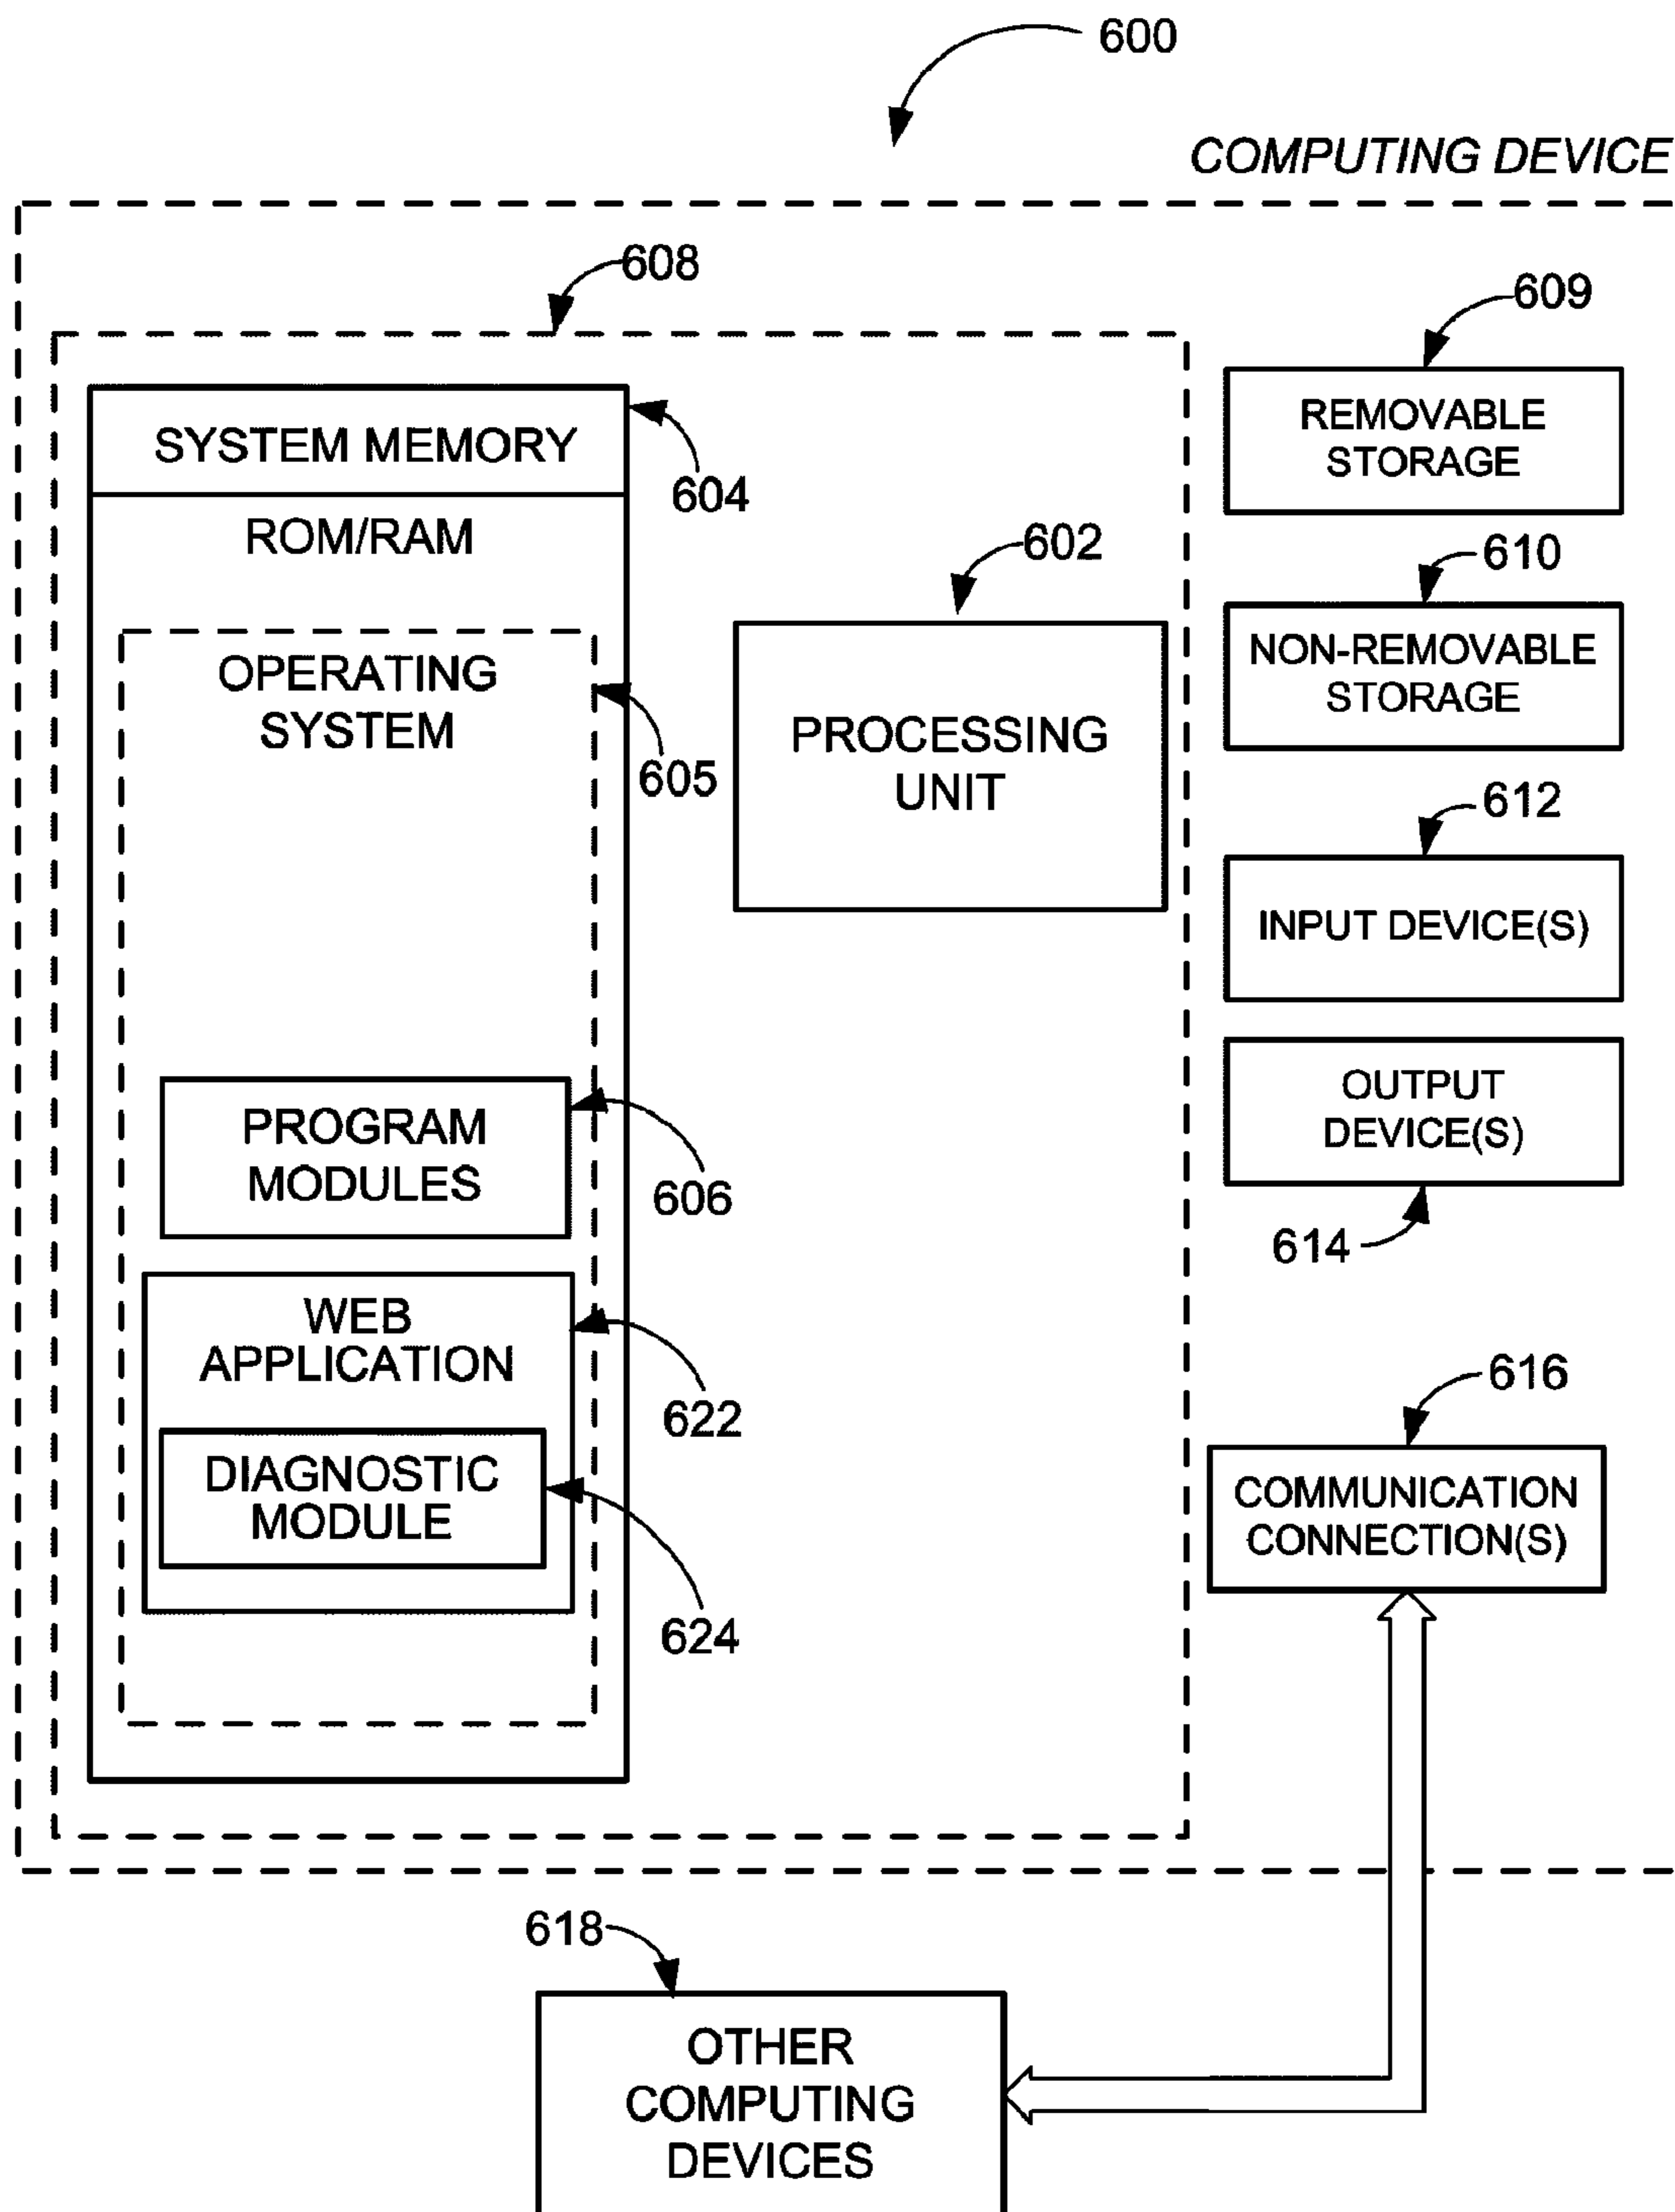 600
COMPUTING DEVICE
608
609
SYSTEM MEMORY
604
REMOVABLE
STORAGE
ROM/RAM
602
610
OPERATING
SYSTEM
605
PROCESSING
UNIT
NON-REMOVABLE
STORAGE
612
INPUT DEVICE(S)
PROGRAM
MODULES
606
OUTPUT
DEVICE(S)
614
WEB
APPLICATION
622
616
DIAGNOSTIC
MODULE
624
COMMUNICATION
CONNECTION(S)
618
OTHER
COMPUTING
DEVICES